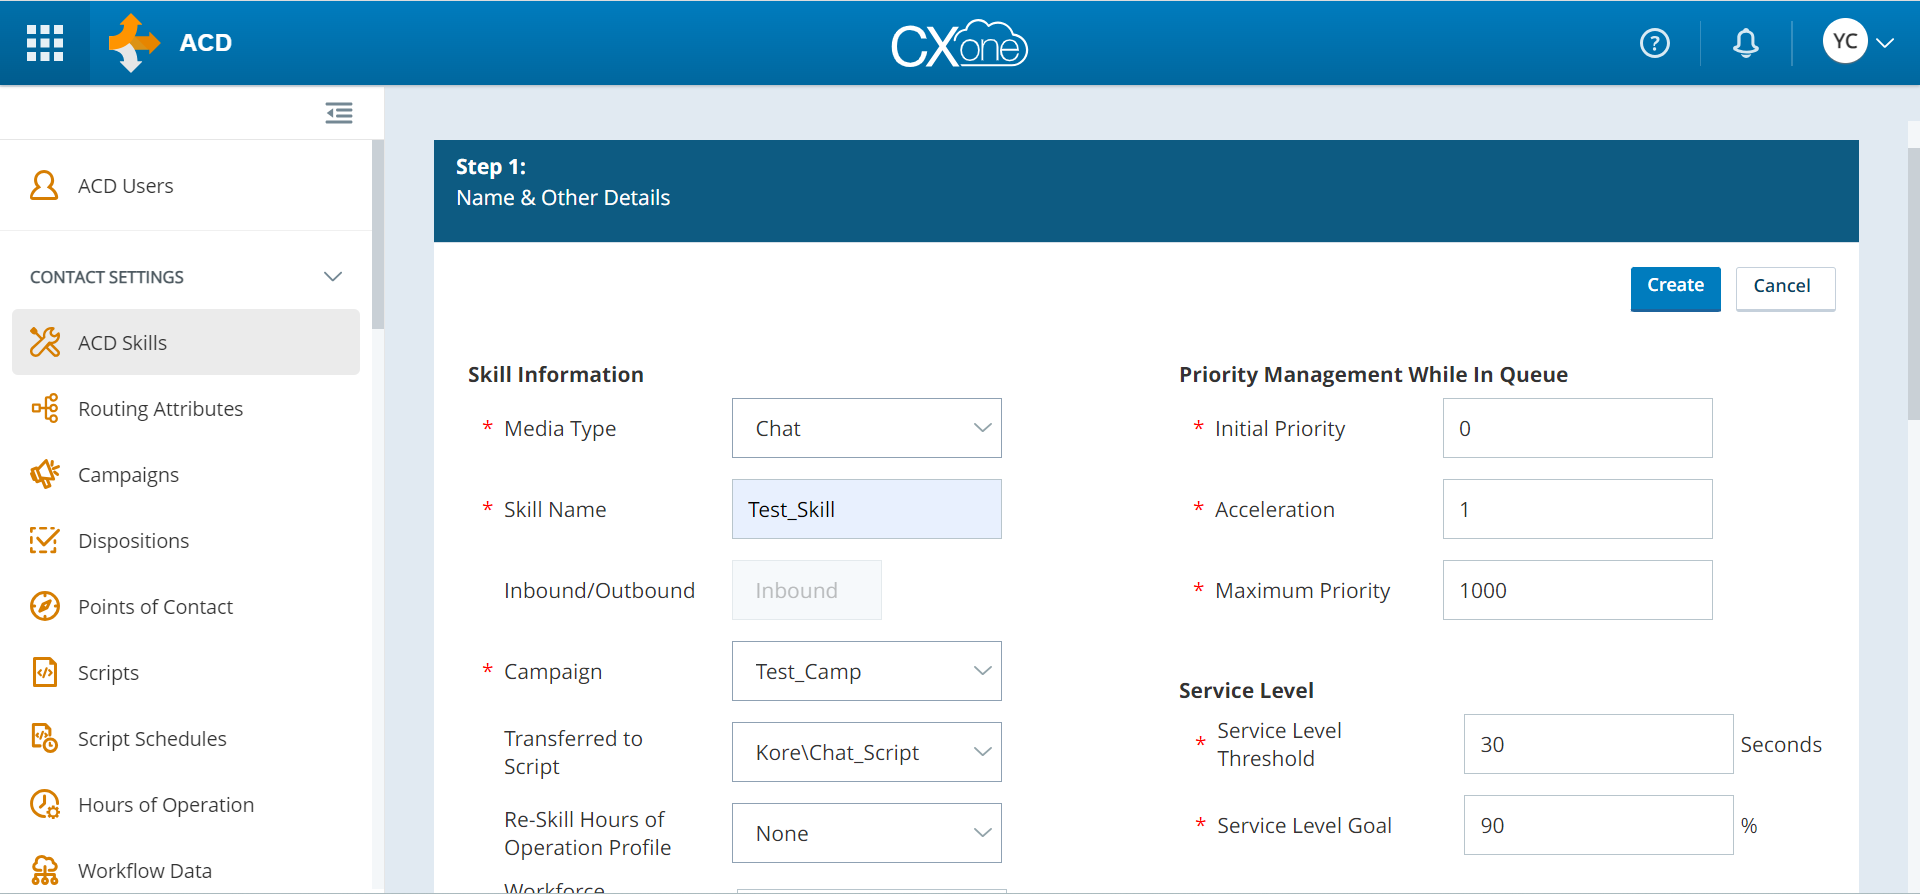 ACD
CXone
?
YC
ACD Users
CONTACT SETTINGS
ACD Skills
Routing Attributes
Campaigns
Dispositions
Points of Contact
Scripts
Script Schedules
Hours of Operation
Workflow Data
Step 1:
Name & Other Details
Create
Cancel
Skill Information
* Media Type
Chat
* Skill Name
Test_Skill
Inbound/Outbound
Inbound
* Campaign
Test_Camp
Transferred to
Script
Kore\Chat_Script
Re-Skill Hours of
Operation Profile
None
Workforce
Priority Management While In Queue
* Initial Priority
0
* Acceleration
1
* Maximum Priority
1000
Service Level
* Service Level
Threshold
30
Seconds
* Service Level Goal
90
%